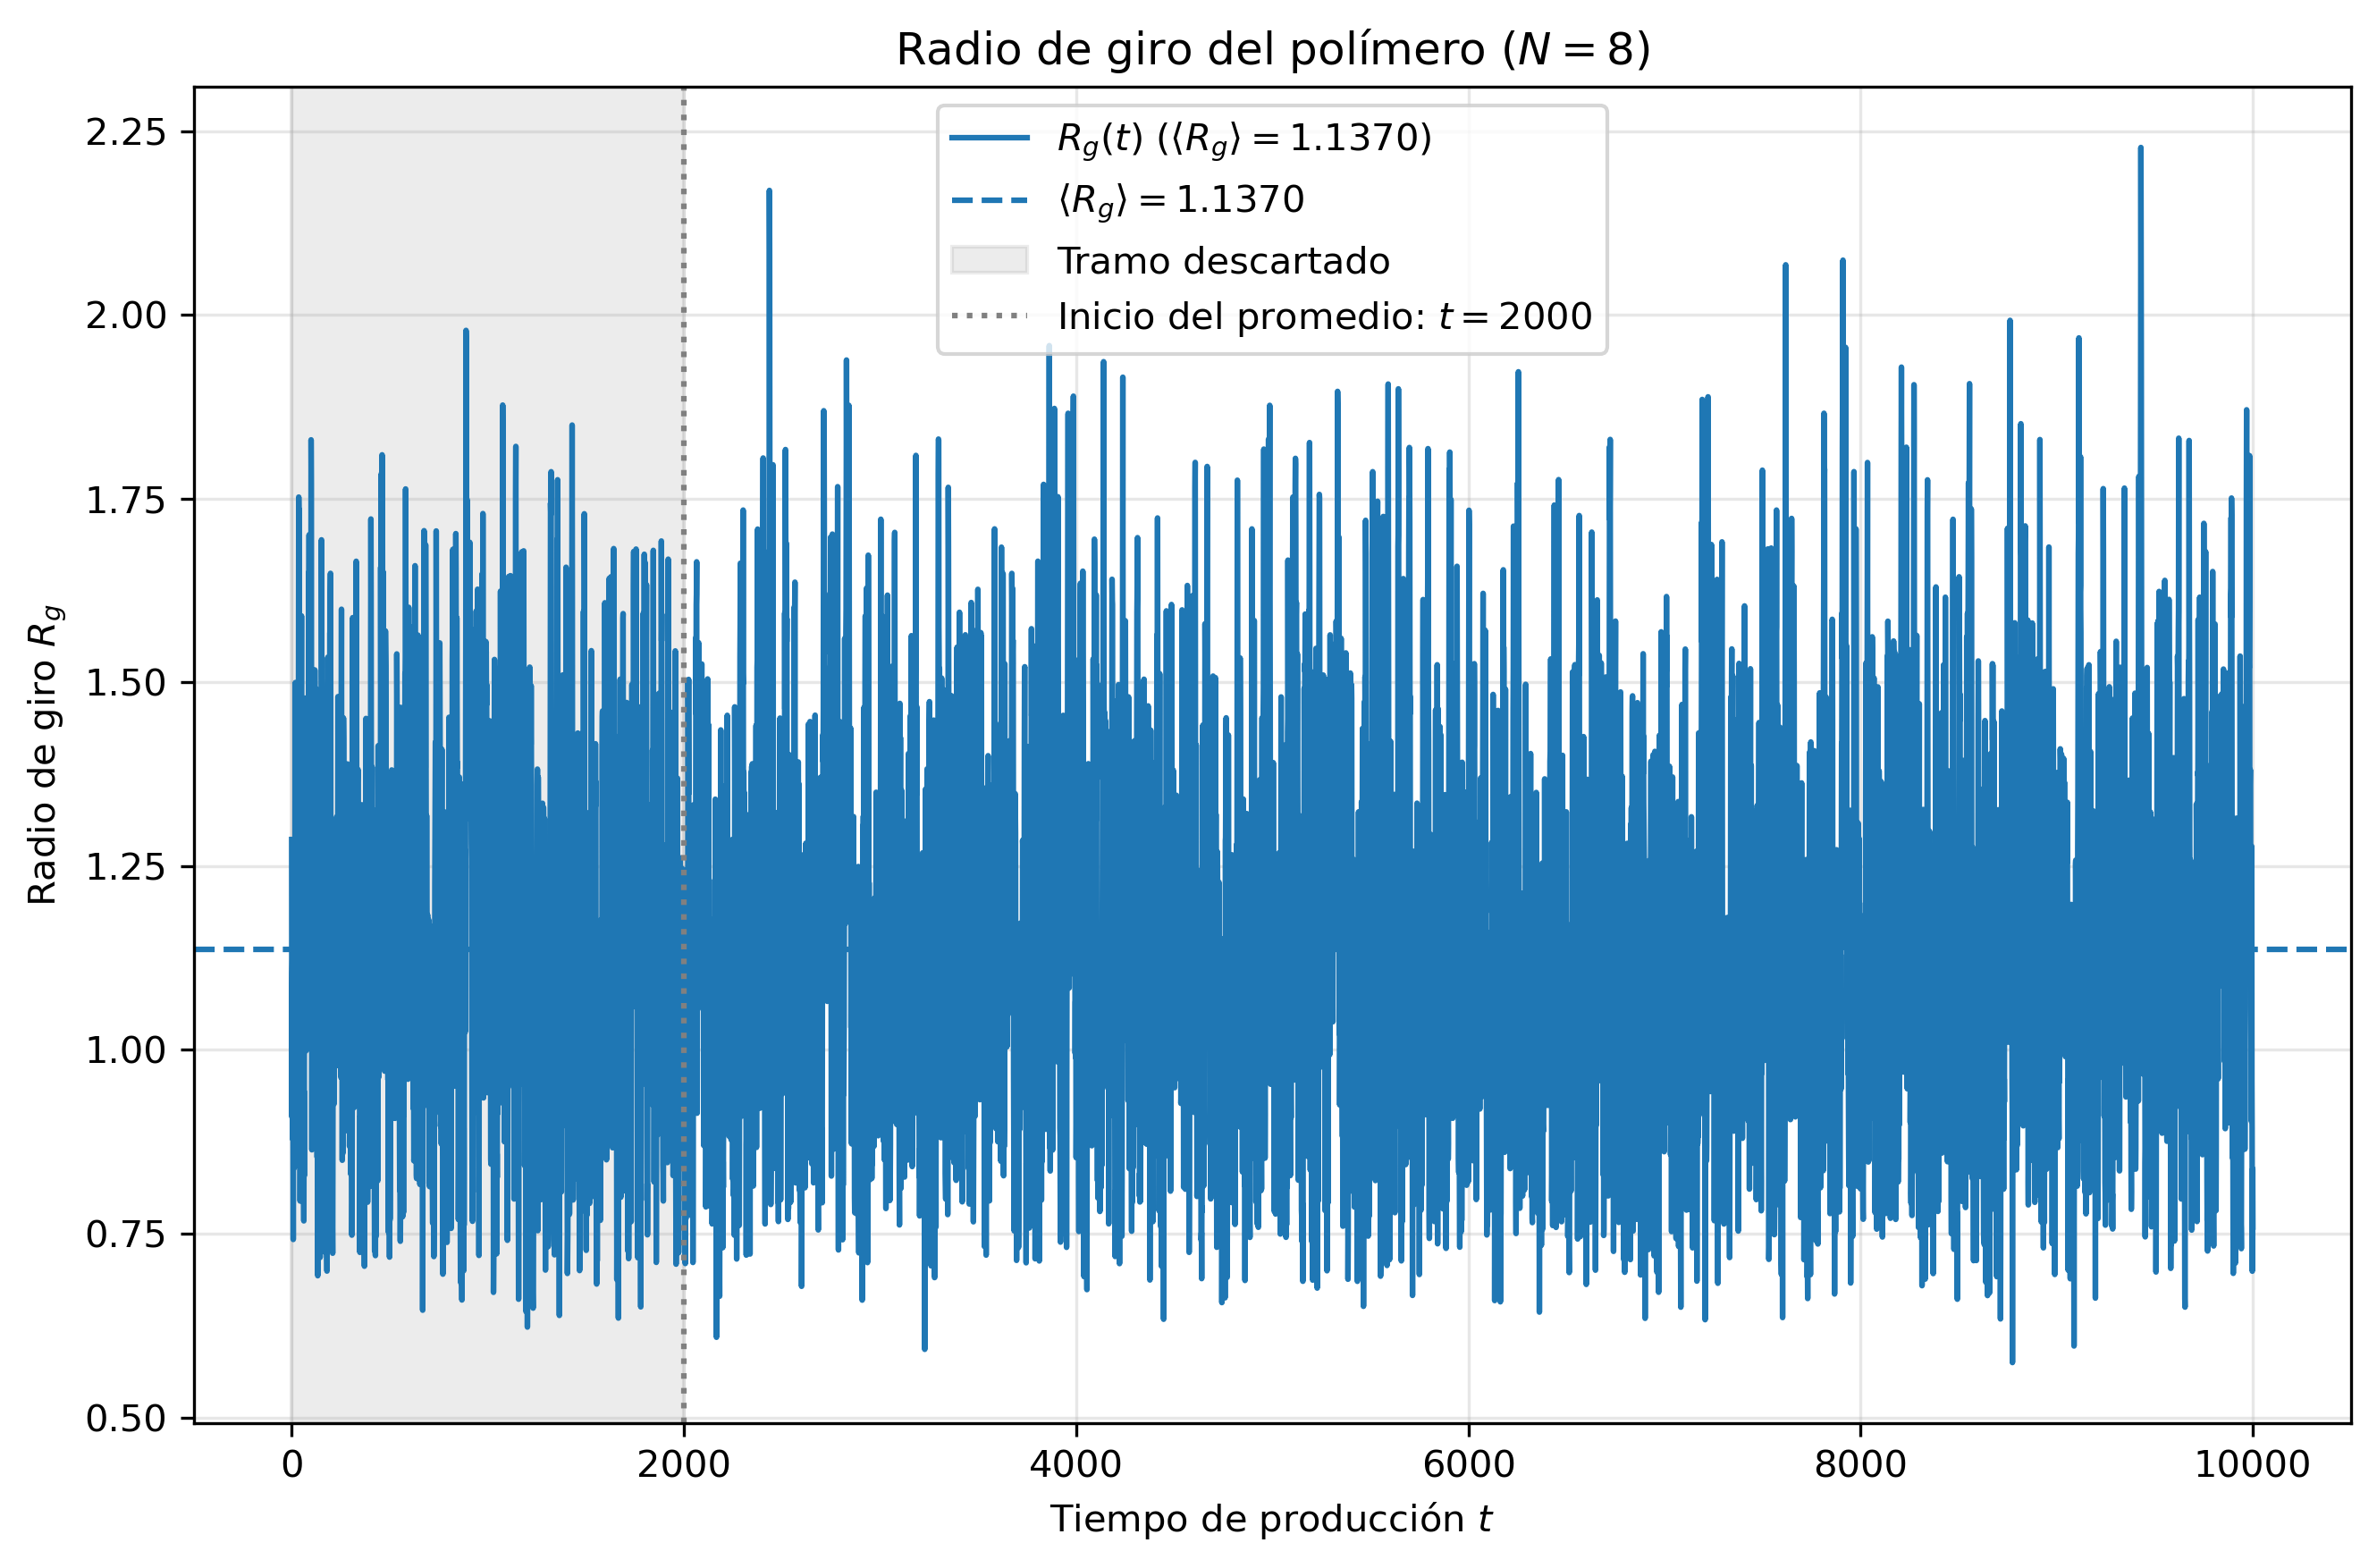 Radio de giro del polímero (N = 8)
R_g(t) (⟨R_g⟩ = 1.1370)
⟨R_g⟩ = 1.1370
Tramo descartado
Inicio del promedio: t = 2000
Radio de giro R_g
2.25
2.00
1.75
1.50
1.25
1.00
0.75
0.50
0
2000
4000
6000
8000
10000
Tiempo de producción t